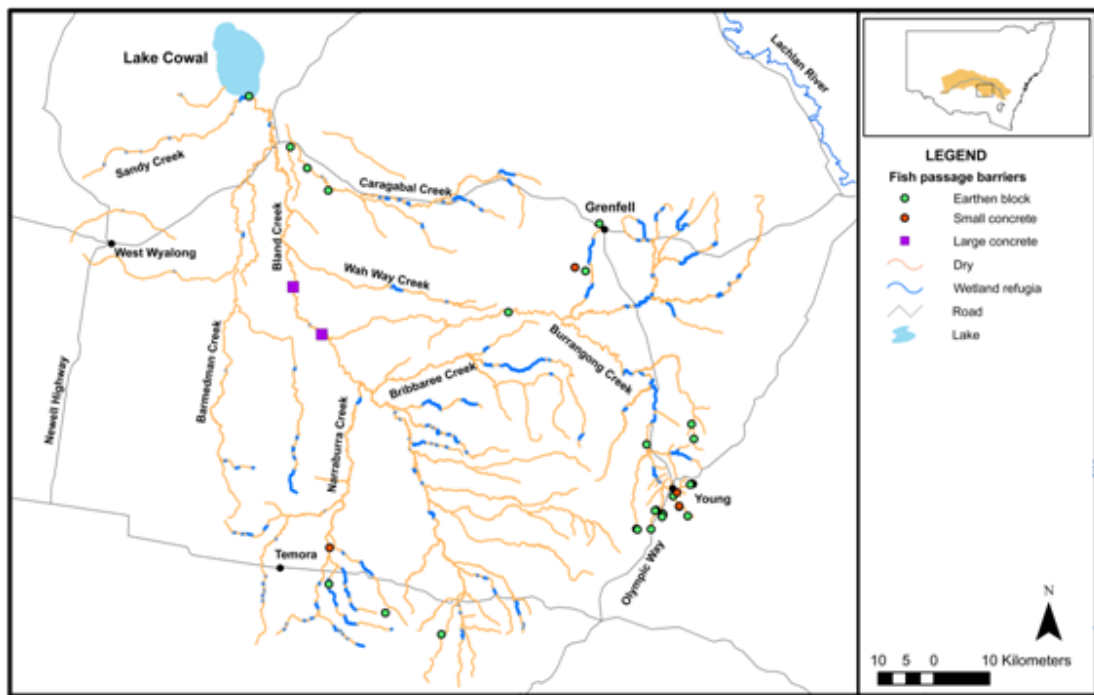 Lake Cowal
Lachlan River
Sandy Creek
Caragabal Creek
Grenfell
Bland Creek
West Wyalong
Wah Way Creek
Burrangong Creek
Bribbaree Creek
Barmedman Creek
Newell Highway
Narraburra Creek
Young
Olympic Way
Temora
LEGEND
Fish passage barriers
Earthen block
Small concrete
Large concrete
Dry
Wetland refugia
Road
Lake
N
10 5 0 10 Kilometers